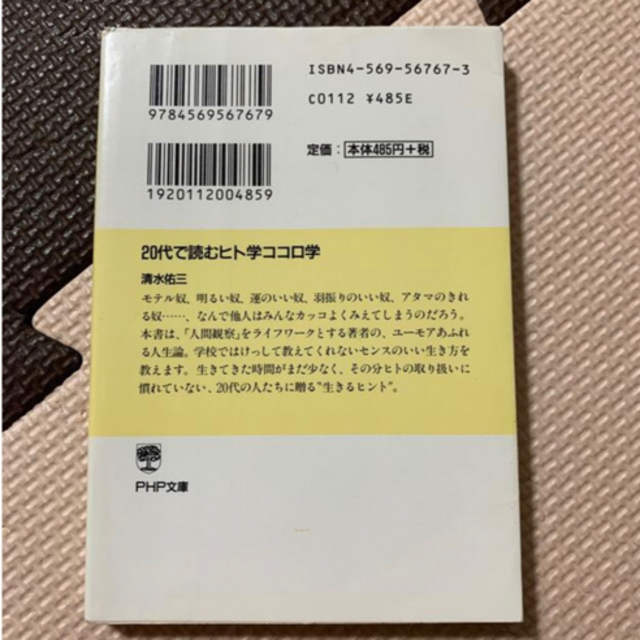 ISBN4-569-56767-3
C0112 ¥485E
9784569567679
定価：本体485円+税
1920112004859
20代で読むヒト学ココロ学
清水佑三
モテル奴、明るい奴、運のいい奴、羽振りのいい奴、アタマのきれ
る奴……、なんで他人はみんなカッコよくみえてしまうのだろう。
本書は、「人間観察」をライフワークとする著者の、ユーモアあふれ
る人生論。学校ではけっして教えてくれないセンスのいい生き方を
教えます。生きてきた時間がまだ少なく、その分ヒトの取り扱いに
慣れていない、20代の人たちに贈る“生きるヒント”。
PHP文庫